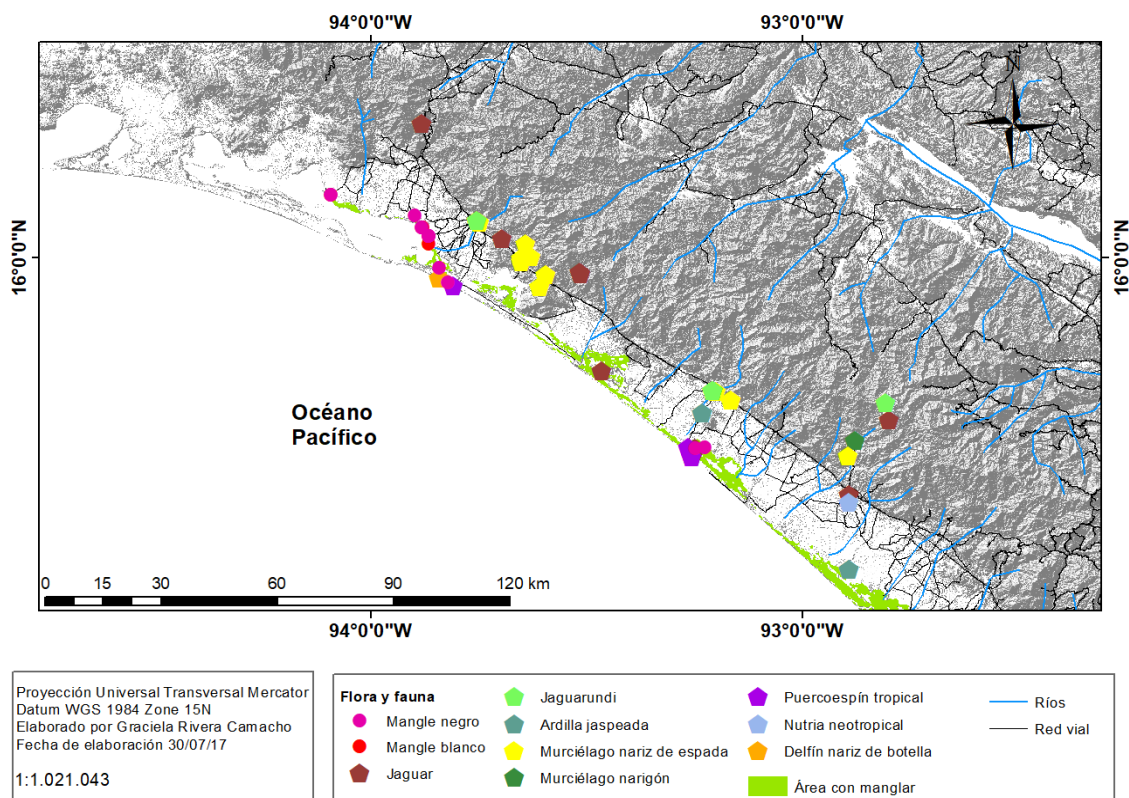 94°0'0"W
93°0'0"W
16°0'0"N
16°0'0"N
Océano
Pacífico
0 15 30 60 90 120 km
94°0'0"W
93°0'0"W
Proyección Universal Transversal Mercator
Datum WGS 1984 Zone 15N
Elaborado por Graciela Rivera Camacho
Fecha de elaboración 30/07/17
1:1.021.043
Flora y fauna
Mangle negro
Mangle blanco
Jaguar
Jaguarundi
Ardilla jaspeada
Murciélago nariz de espada
Murciélago narigón
Puercoespín tropical
Nutria neotropical
Delfín nariz de botella
Área con manglar
Ríos
Red vial